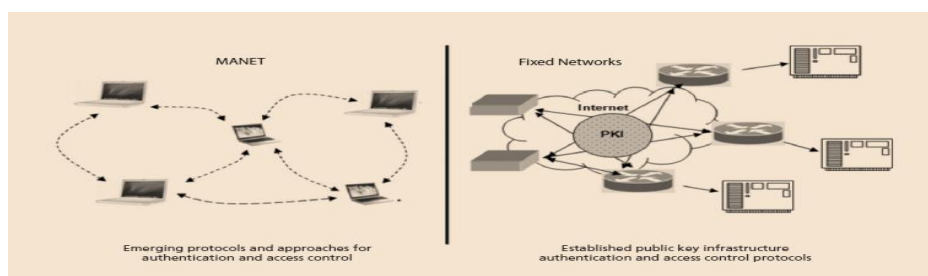 MANET
Emerging protocols and approaches for
authentication and access control
Fixed Networks
Internet
PKI
Established public key infrastructure
authentication and access control protocols